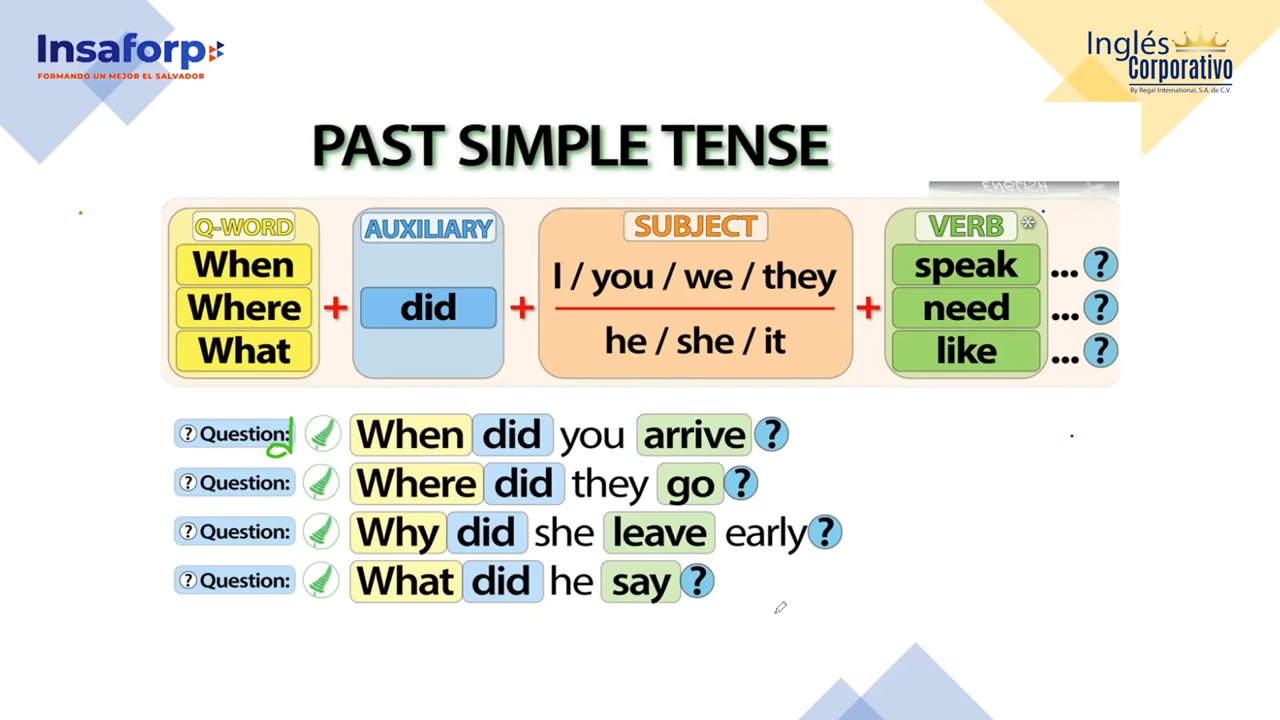 Insaforp
FORMANDO UN MEJOR EL SALVADOR
Inglés
Corporativo
By Regal International, S.A. de C.V.
PAST SIMPLE TENSE
ENGLISH
Q-WORD AUXILIARY SUBJECT VERB *
When I / you / we / they speak ... ?
Where + did + + need ... ?
What he / she / it like ... ?
? Question: When did you arrive ?
d
? Question: Where did they go ?
? Question: Why did she leave early ?
? Question: What did he say ?